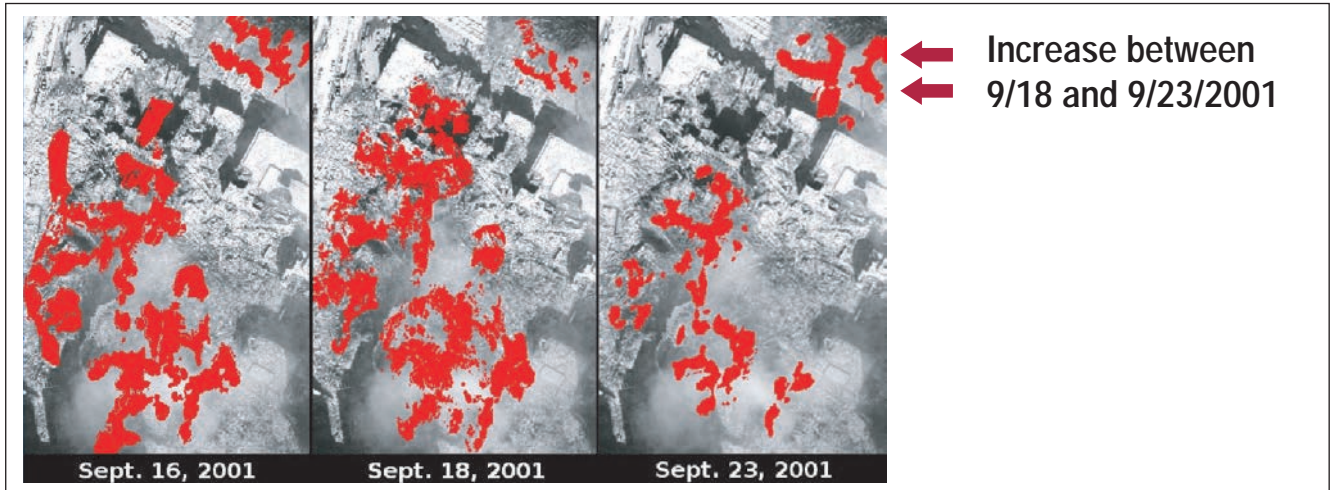 Increase between
9/18 and 9/23/2001
Sept. 16, 2001
Sept. 18, 2001
Sept. 23, 2001